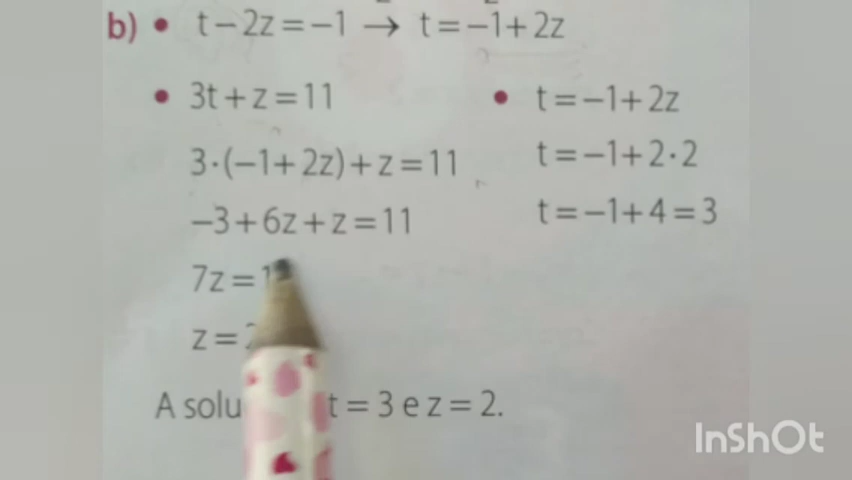 b) • t−2z=−1 → t=−1+2z
• 3t+z=11
3·(−1+2z)+z=11
−3+6z+z=11
7z=
z=
• t=−1+2z
t=−1+2·2
t=−1+4=3
A t=3 e z=2.
InShOt